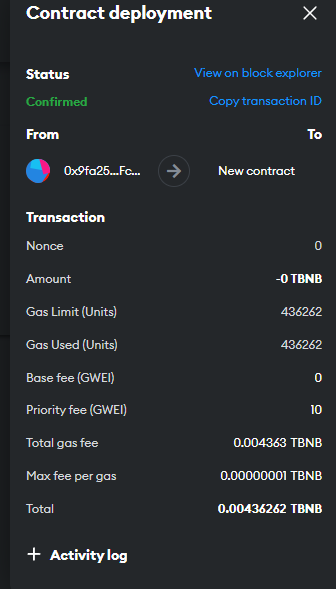 Contract deployment
Status View on block explorer
Confirmed Copy transaction ID
From To
0x9fa25...Fc... New contract
Transaction
Nonce 0
Amount -0 TBNB
Gas Limit (Units) 436262
Gas Used (Units) 436262
Base fee (GWEI) 0
Priority fee (GWEI) 10
Total gas fee 0.004363 TBNB
Max fee per gas 0.00000001 TBNB
Total 0.00436262 TBNB
+ Activity log